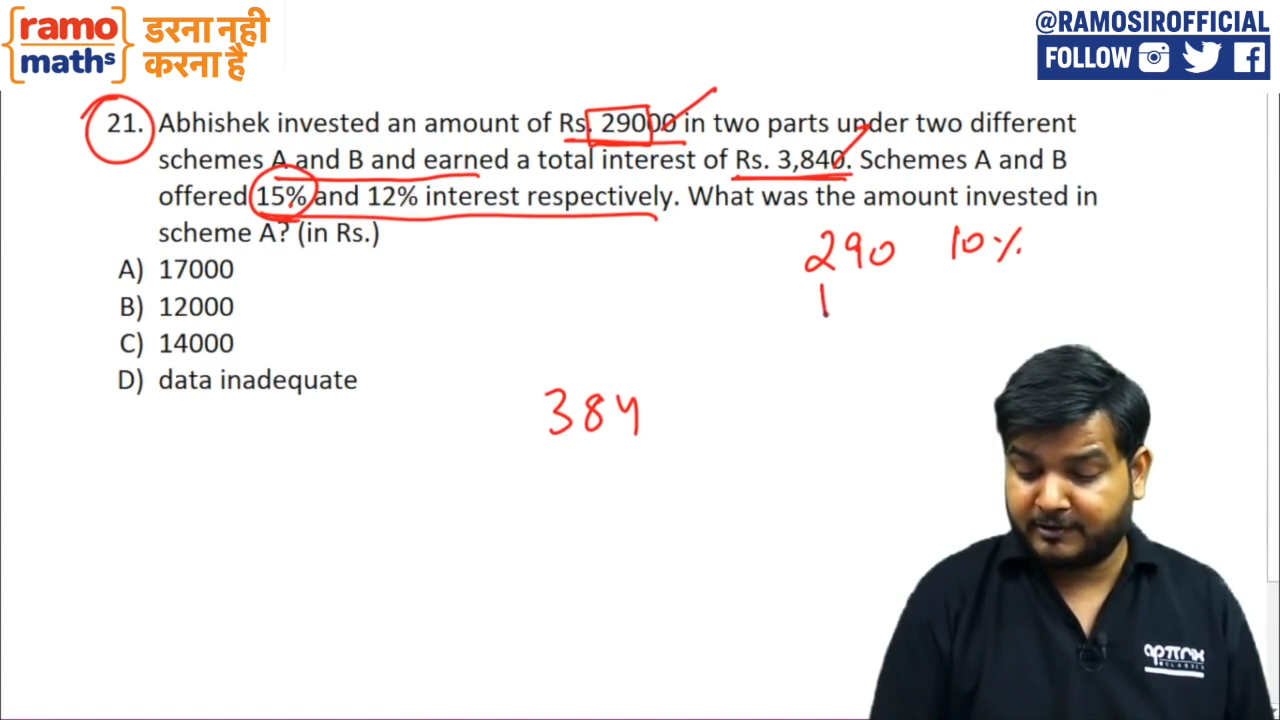 ramo
maths
डरना नही
करना है
@RAMOSIROFFICIAL
FOLLOW
21. Abhishek invested an amount of Rs. 29000 in two parts under two different
schemes A and B and earned a total interest of Rs. 3,840. Schemes A and B
offered 15% and 12% interest respectively. What was the amount invested in
scheme A? (in Rs.)
A) 17000
B) 12000
C) 14000
D) data inadequate
290 10%
1
384